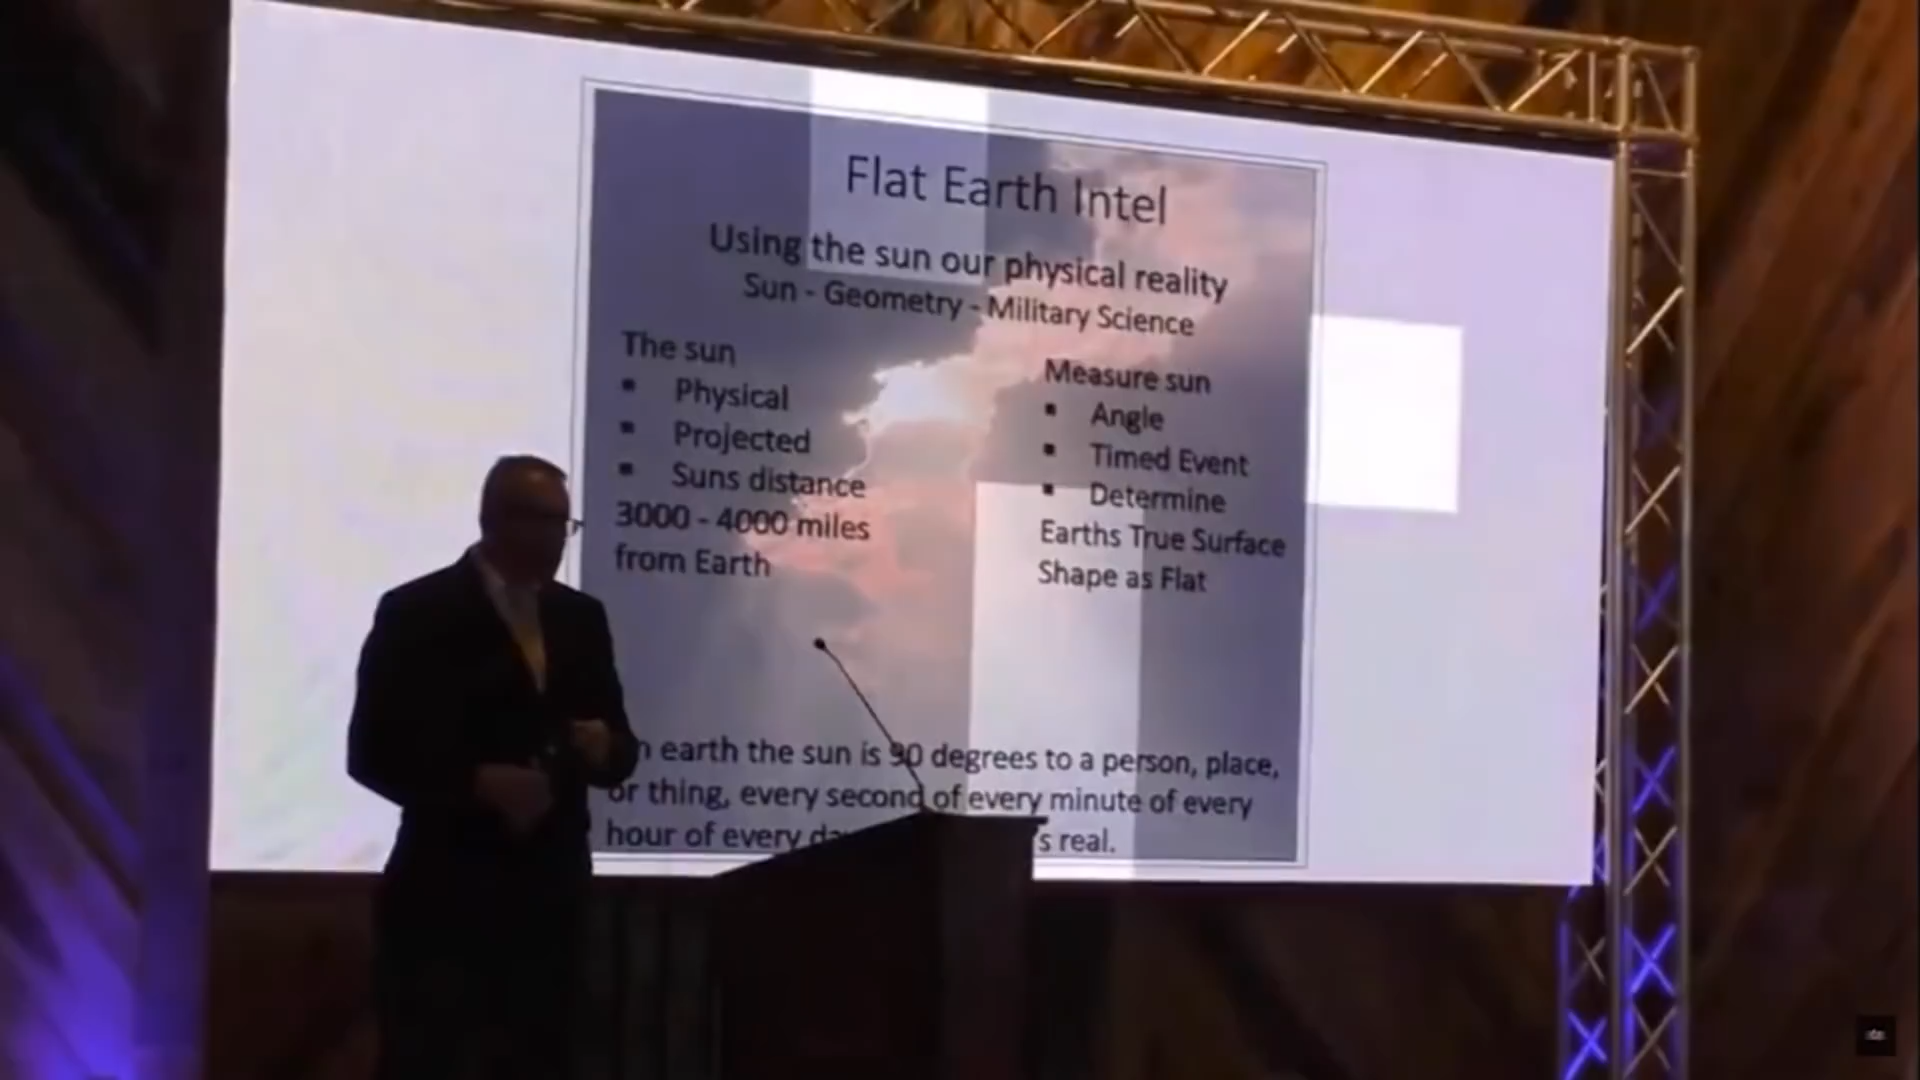 Flat Earth Intel
Using the sun our physical reality
Sun - Geometry - Military Science
The sun
▪ Physical
▪ Projected
▪ Suns distance
3000 - 4000 miles
from Earth
Measure sun
▪ Angle
▪ Timed Event
▪ Determine
Earths True Surface
Shape as Flat
earth the sun is 90 degrees to a person, place,
or thing, every second of every minute of every
hour of every real.